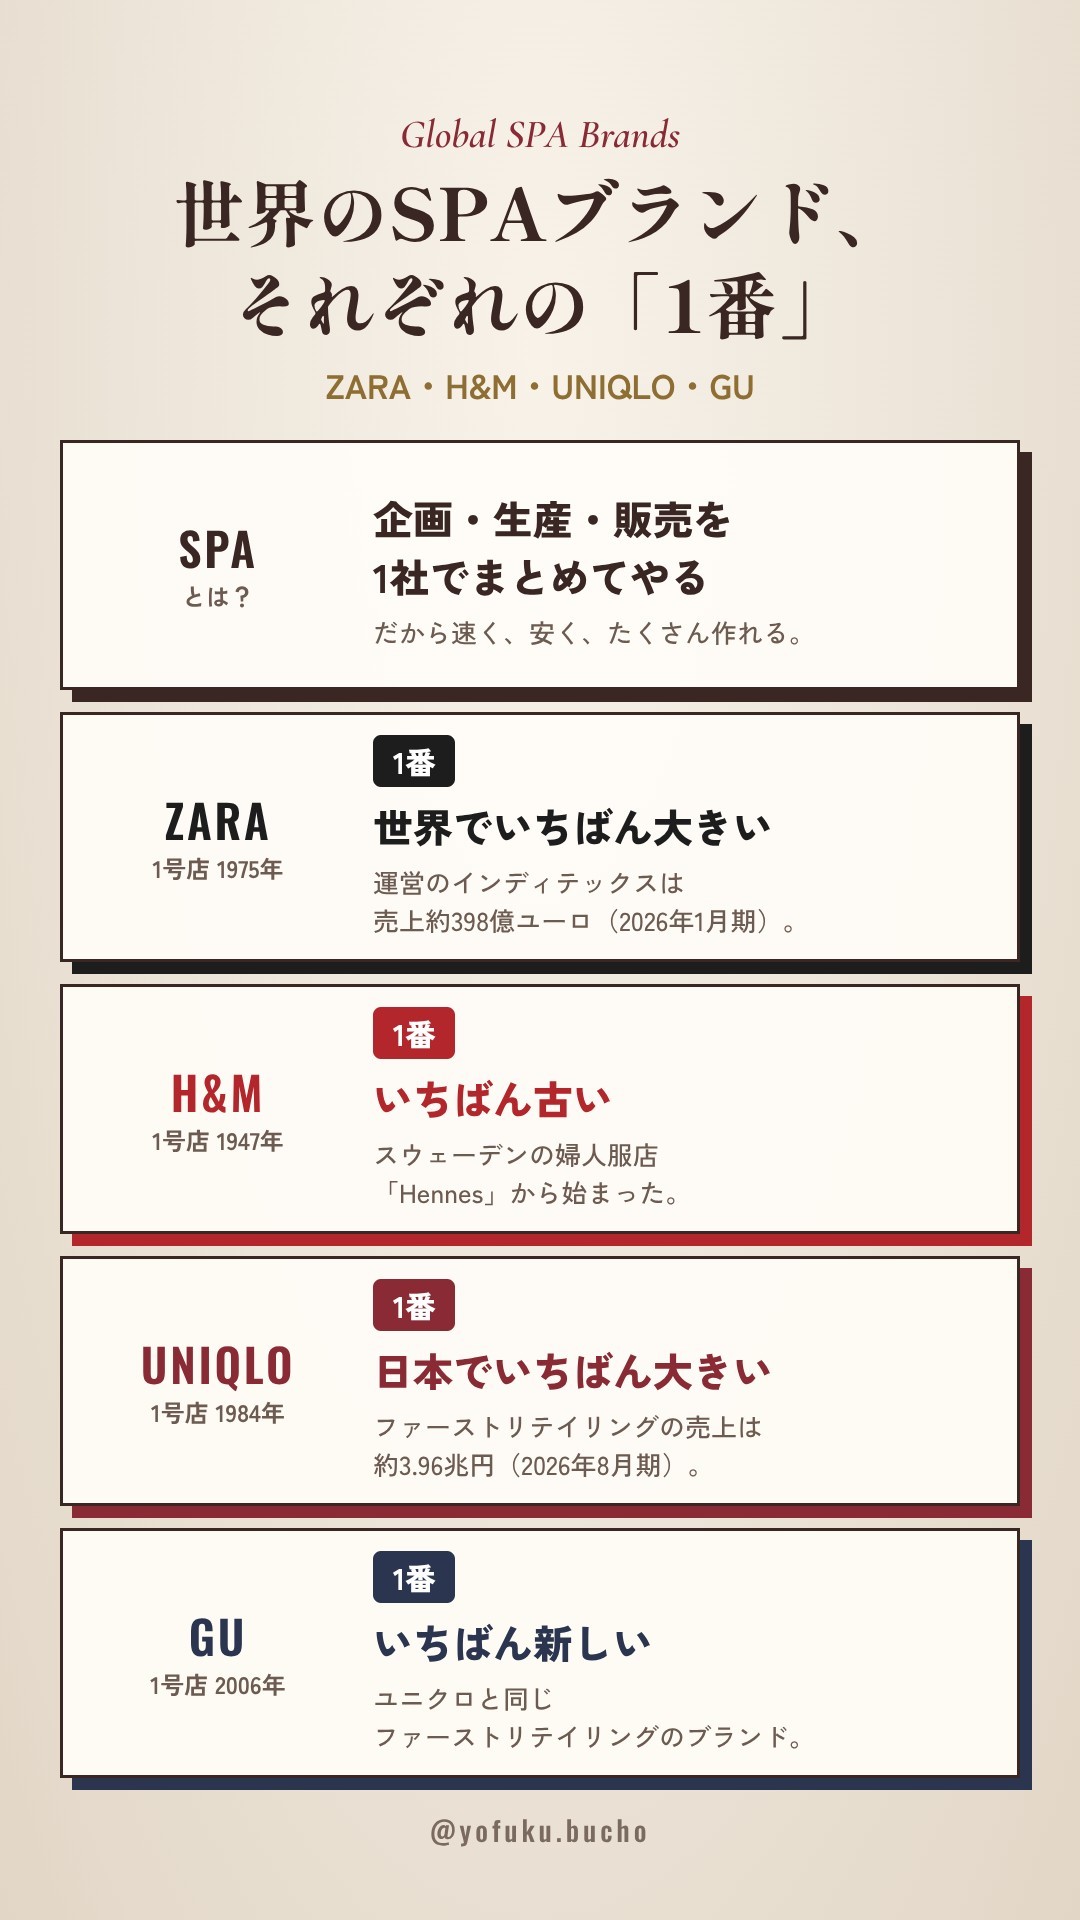 Global SPA Brands
世界のSPAブランド、
それぞれの「1番」
ZARA・H&M・UNIQLO・GU
SPA
とは？
企画・生産・販売を
1社でまとめてやる
だから速く、安く、たくさん作れる。
ZARA
1号店 1975年
1番
世界でいちばん大きい
運営のインディテックスは
売上約398億ユーロ（2026年1月期）。
H&M
1号店 1947年
1番
いちばん古い
スウェーデンの婦人服店
「Hennes」から始まった。
UNIQLO
1号店 1984年
1番
日本でいちばん大きい
ファーストリテイリングの売上は
約3.96兆円（2026年8月期）。
GU
1号店 2006年
1番
いちばん新しい
ユニクロと同じ
ファーストリテイリングのブランド。
@yofuku.bucho